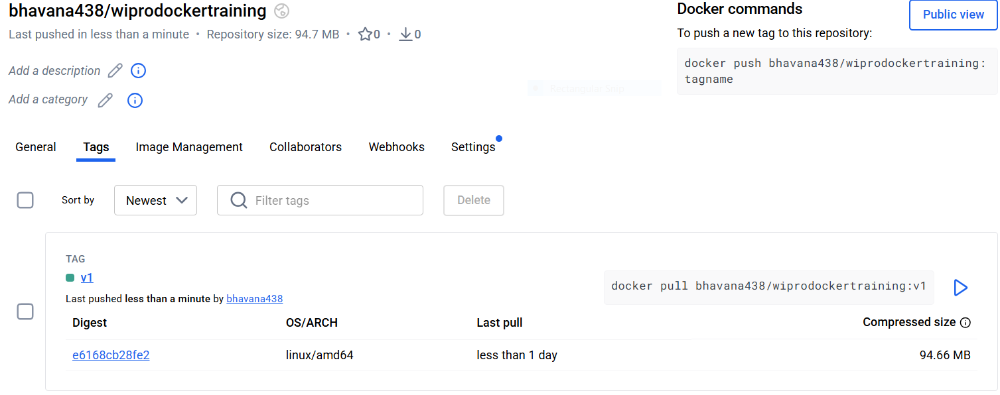 bhavana438/wiprodockertraining
Last pushed in less than a minute • Repository size: 94.7 MB • 0 • 0
Add a description
Add a category
Docker commands
Public view
To push a new tag to this repository:
docker push bhavana438/wiprodockertraining:
tagname
Rectangular Snip
General Tags Image Management Collaborators Webhooks Settings
Sort by Newest Filter tags Delete
TAG
v1
Last pushed less than a minute by bhavana438
docker pull bhavana438/wiprodockertraining:v1
Digest OS/ARCH Last pull Compressed size
e6168cb28fe2 linux/amd64 less than 1 day 94.66 MB